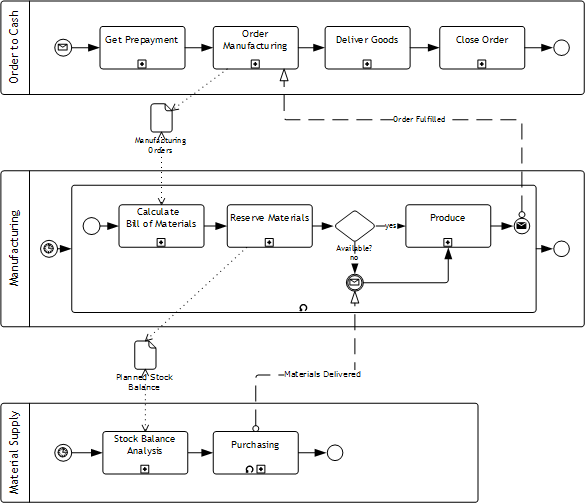 Order to Cash
Get Prepayment
Order
Manufacturing
Deliver Goods
Close Order
Manufacturing
Orders
Order Fulfilled
Manufacturing
Calculate
Bill of Materials
Reserve Materials
Available?
yes
no
Produce
Planned Stock
Balance
Materials Delivered
Material Supply
Stock Balance
Analysis
Purchasing